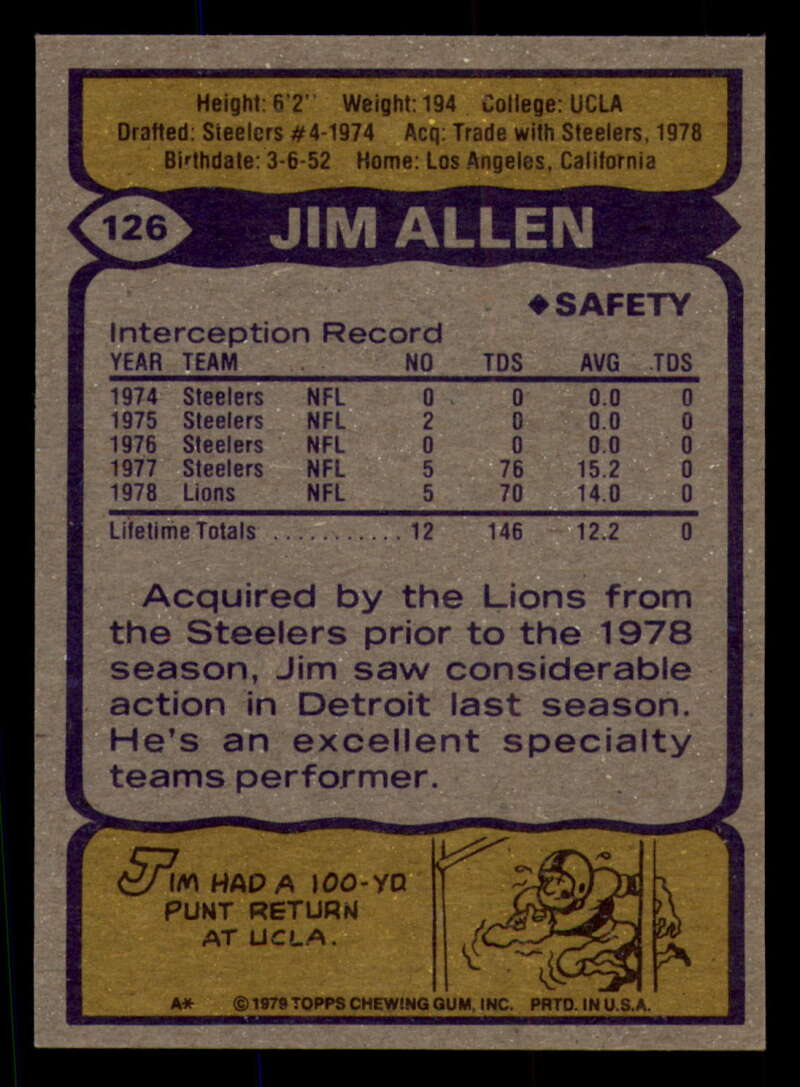 Height: 6'2" Weight: 194 College: UCLA
Drafted: Steelers #4-1974 Acq: Trade with Steelers, 1978
Birthdate: 3-6-52 Home: Los Angeles, California
126 JIM ALLEN
◆SAFETY
Interception Record
YEAR TEAM NO TDS AVG TDS
1974 Steelers NFL 0 0 0.0 0
1975 Steelers NFL 2 0 0.0 0
1976 Steelers NFL 0 0 0.0 0
1977 Steelers NFL 5 76 15.2 0
1978 Lions NFL 5 70 14.0 0
Lifetime Totals ........... 12 146 12.2 0
Acquired by the Lions from
the Steelers prior to the 1978
season, Jim saw considerable
action in Detroit last season.
He's an excellent specialty
teams performer.
JIM HAD A 100-YD
PUNT RETURN
AT UCLA.
A* ©1979 TOPPS CHEWING GUM, INC. PRTD. IN U.S.A.